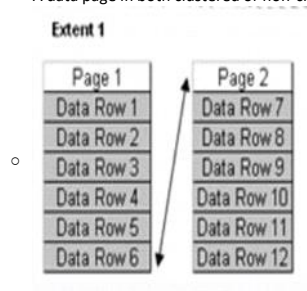 Extent 1
Page 1
Data Row 1
Data Row 2
Data Row 3
Data Row 4
Data Row 5
Data Row 6
Page 2
Data Row 7
Data Row 8
Data Row 9
Data Row 10
Data Row 11
Data Row 12